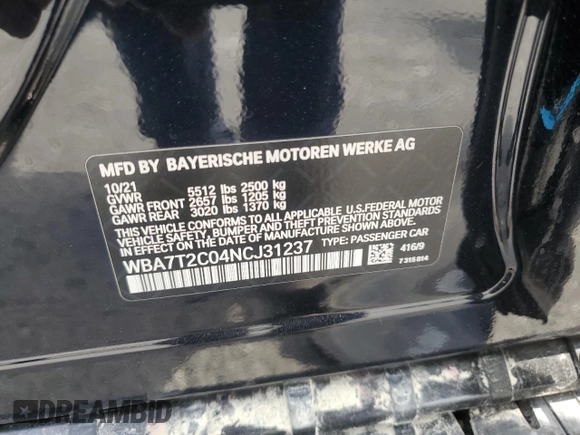 MFD BY BAYERISCHE MOTOREN WERKE AG
10/21
GVWR 5512 lbs 2500 kg
GAWR FRONT 2657 lbs 1205 kg
GAWR REAR 3020 lbs 1370 kg
THIS VEHICLE CONFORMS TO ALL APPLICABLE U.S.FEDERAL MOTOR
VEHICLE SAFETY, BUMPER AND THEFT PREVENTION STANDARDS IN
EFFECT ON THE DATE OF MANUFACTURE SHOWN ABOVE.
WBA7T2C04NCJ31237 TYPE: PASSENGER CAR
416/9
7 315 814
DREAMBID